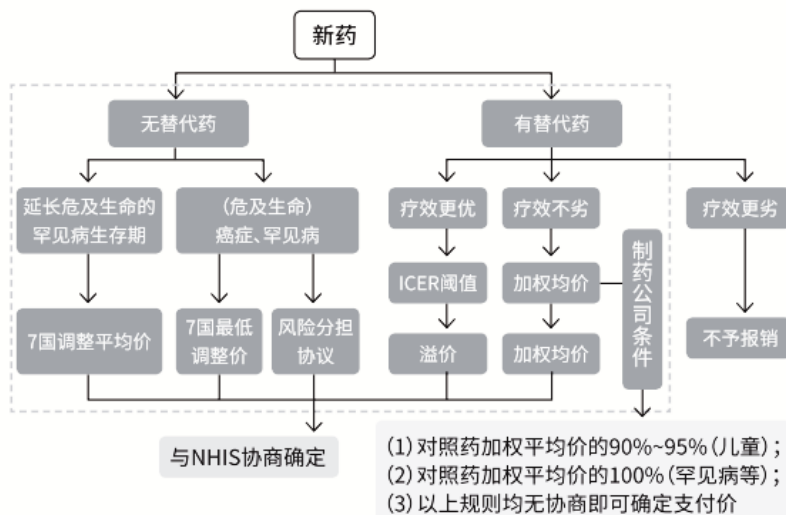 新药
无替代药
有替代药
延长危及生命的
罕见病生存期
（危及生命）
癌症、罕见病
疗效更优
疗效不劣
疗效更劣
制药公司条件
ICER阈值
加权均价
7国调整平均价
7国最低
调整价
风险分担
协议
溢价
加权均价
不予报销
与NHIS协商确定
（1）对照药加权平均价的90%~95%（儿童）；
（2）对照药加权平均价的100%（罕见病等）；
（3）以上规则均无协商即可确定支付价